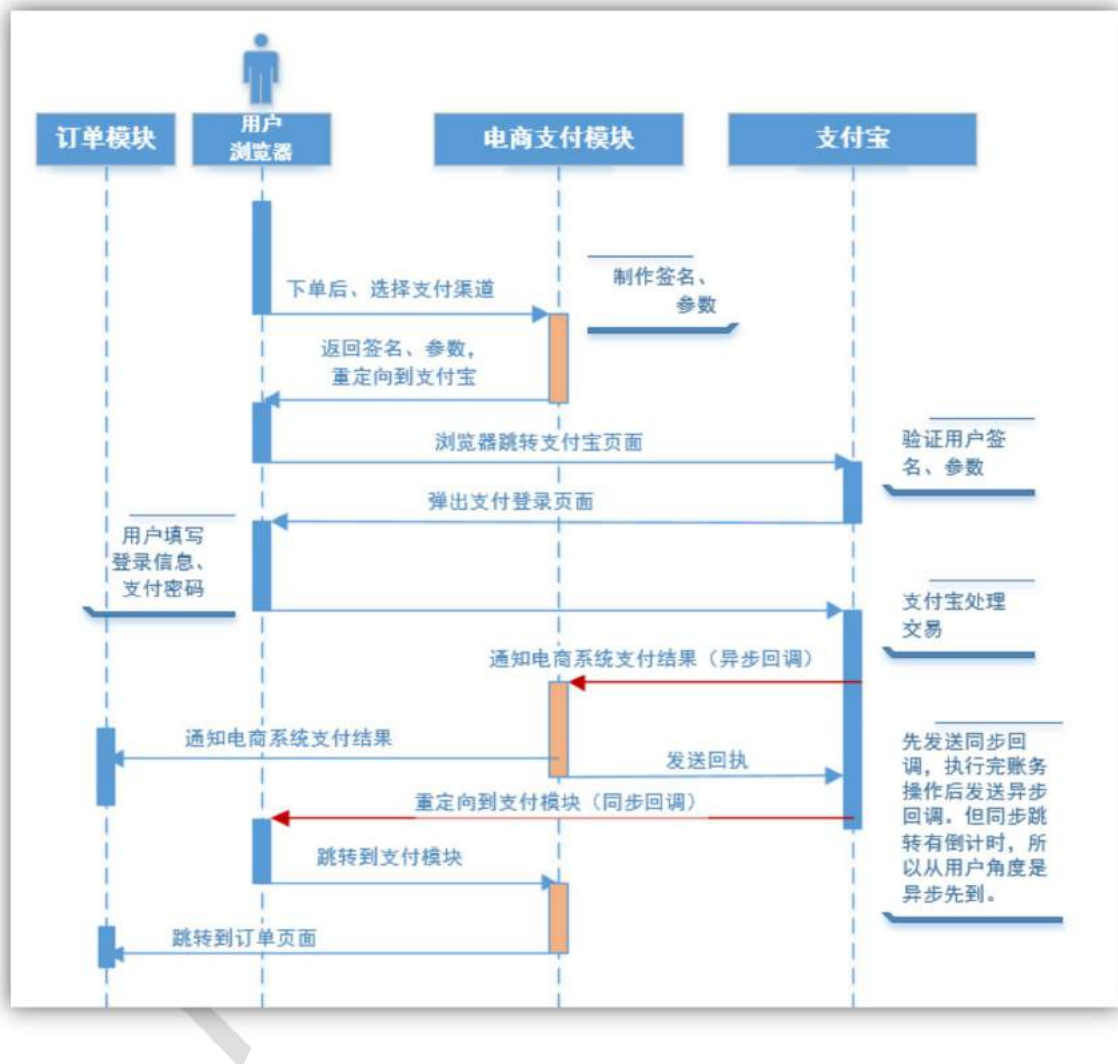 订单模块
用户
浏览器
电商支付模块
支付宝
下单后、选择支付渠道
制作签名、
参数
返回签名、参数，
重定向到支付宝
浏览器跳转支付宝页面
验证用户签
名、参数
弹出支付登录页面
用户填写
登录信息、
支付密码
支付宝处理
交易
通知电商系统支付结果（异步回调）
通知电商系统支付结果
发送回执
先发送同步回
调，执行完账务
操作后发送异步
回调。但同步跳
转有倒计时，所
以从用户角度是
异步先到。
重定向到支付模块（同步回调）
跳转到支付模块
跳转到订单页面